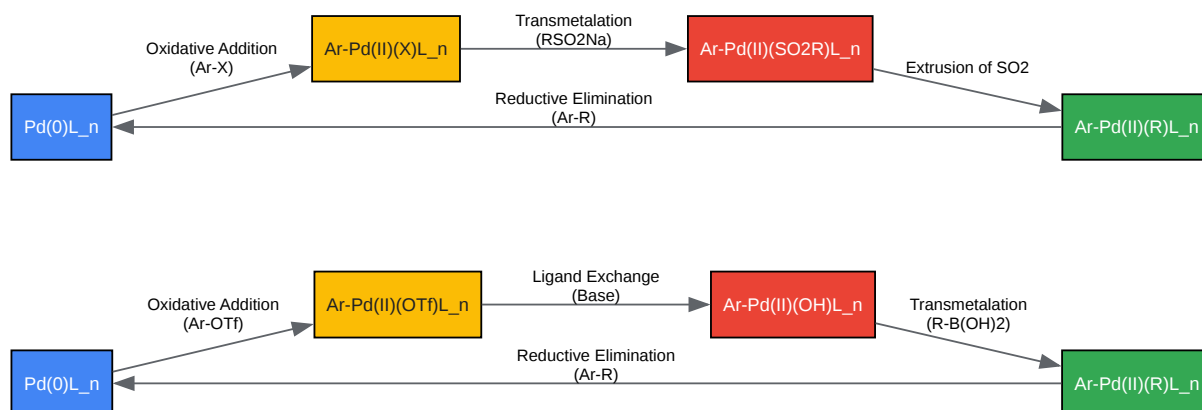 Transmetalation
(RSO2Na)
Oxidative Addition
(Ar-X)
Ar-Pd(II)(X)L_n
Ar-Pd(II)(SO2R)L_n
Extrusion of SO2
Pd(0)L_n
Reductive Elimination
(Ar-R)
Ar-Pd(II)(R)L_n
Ligand Exchange
(Base)
Oxidative Addition
(Ar-OTf)
Ar-Pd(II)(OTf)L_n
Ar-Pd(II)(OH)L_n
Transmetalation
(R-B(OH)2)
Pd(0)L_n
Reductive Elimination
(Ar-R)
Ar-Pd(II)(R)L_n